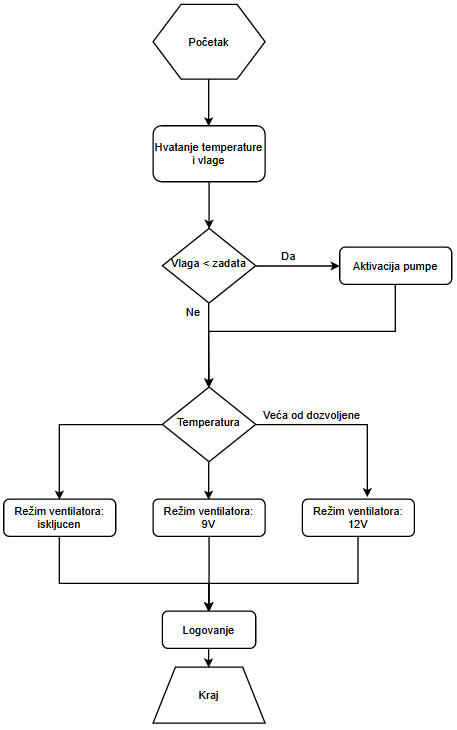 Početak
Hvatanje temperature
i vlage
Vlaga < zadata
Da
Aktivacija pumpe
Ne
Temperatura
Veća od dozvoljene
Režim ventilatora:
iskljucen
Režim ventilatora:
9V
Režim ventilatora:
12V
Logovanje
Kraj